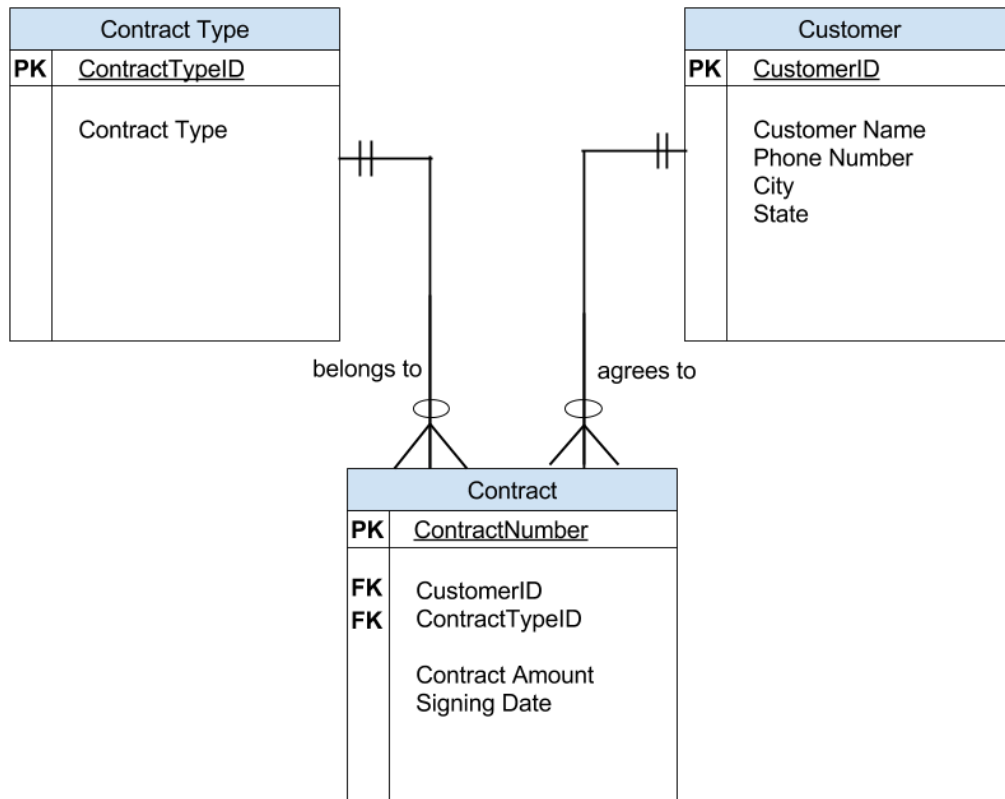 Contract Type
PK ContractTypeID
Contract Type
Customer
PK CustomerID
Customer Name
Phone Number
City
State
belongs to
agrees to
Contract
PK ContractNumber
FK CustomerID
FK ContractTypeID
Contract Amount
Signing Date